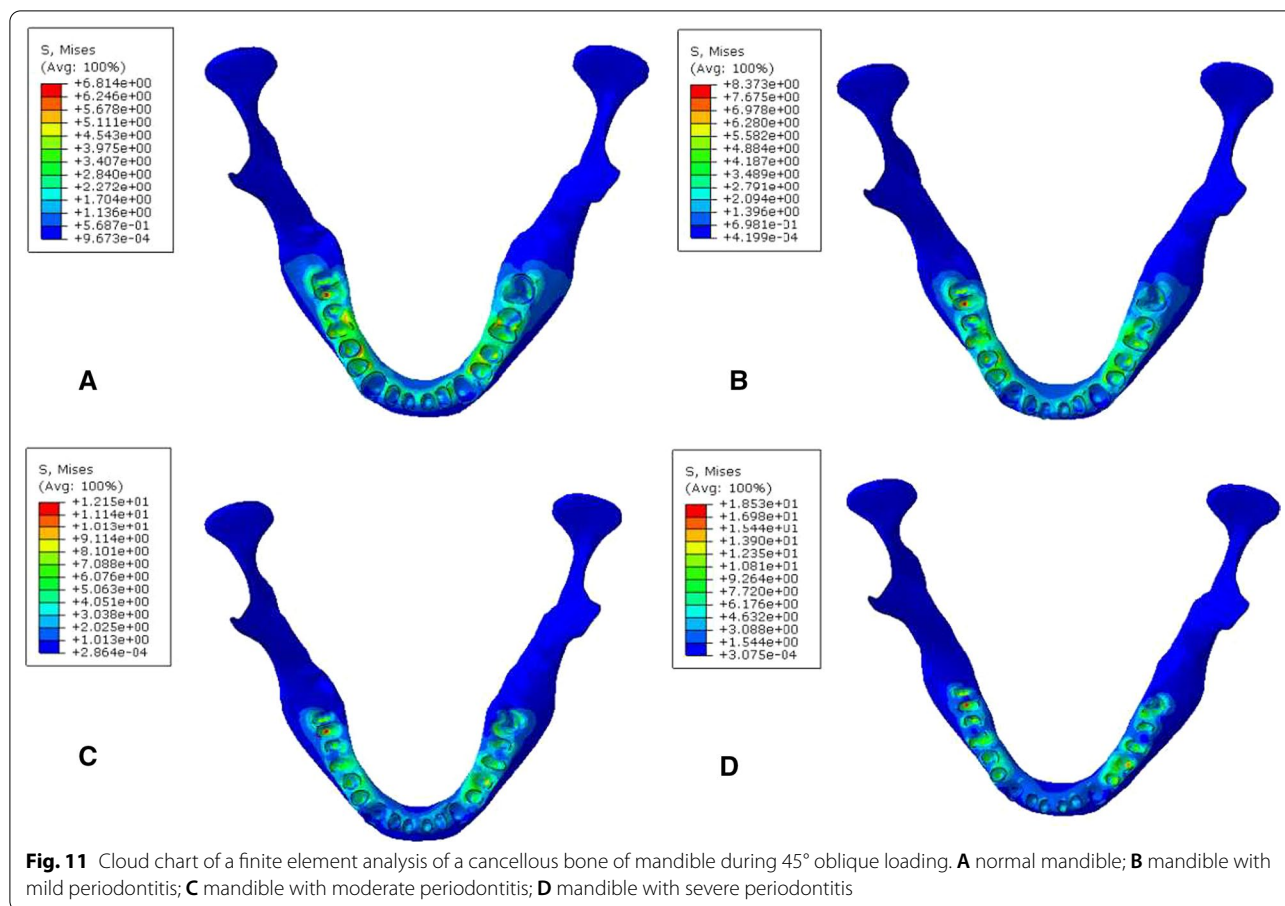 S, Mises
(Avg: 100%)
+6.814e+00
+6.246e+00
+5.678e+00
+5.111e+00
+4.543e+00
+3.975e+00
+3.407e+00
+2.840e+00
+2.272e+00
+1.704e+00
+1.136e+00
+5.687e-01
+9.673e-04
A
S, Mises
(Avg: 100%)
+8.373e+00
+7.675e+00
+6.978e+00
+6.280e+00
+5.582e+00
+4.884e+00
+4.187e+00
+3.489e+00
+2.791e+00
+2.094e+00
+1.396e+00
+6.981e-01
+4.199e-04
B
S, Mises
(Avg: 100%)
+1.215e+01
+1.114e+01
+1.013e+01
+9.114e+00
+8.101e+00
+7.088e+00
+6.076e+00
+5.063e+00
+4.051e+00
+3.038e+00
+2.025e+00
+1.013e+00
+2.864e-04
C
S, Mises
(Avg: 100%)
+1.853e+01
+1.698e+01
+1.544e+01
+1.390e+01
+1.235e+01
+1.081e+01
+9.264e+00
+7.720e+00
+6.176e+00
+4.632e+00
+3.088e+00
+1.544e+00
+3.075e-04
D
Fig. 11 Cloud chart of a finite element analysis of a cancellous bone of mandible during 45° oblique loading. A normal mandible; B mandible with
mild periodontitis; C mandible with moderate periodontitis; D mandible with severe periodontitis